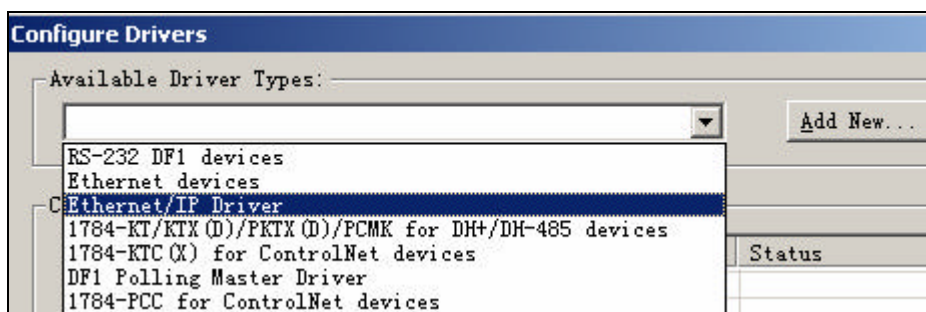 Configure Drivers
Available Driver Types:
Add New...
RS-232 DF1 devices
Ethernet devices
Ethernet/IP Driver
1784-KT/KTX(D)/PKTX(D)/PCMK for DH+/DH-485 devices
1784-KTC(X) for ControlNet devices
DF1 Polling Master Driver
1784-PCC for ControlNet devices
C
Status